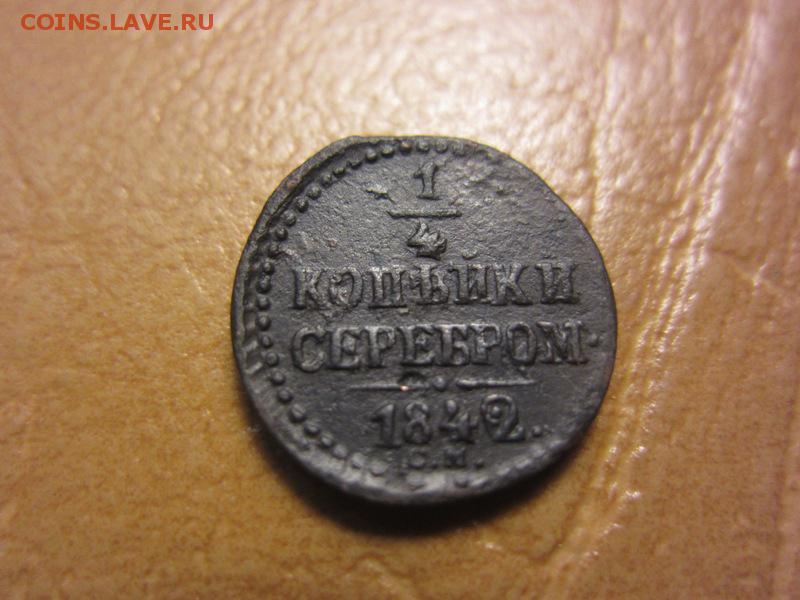 COINS.LAVE.RU
1
4
КОПѢЙКИ
СЕРЕБРОМ·
1842.
С.М.